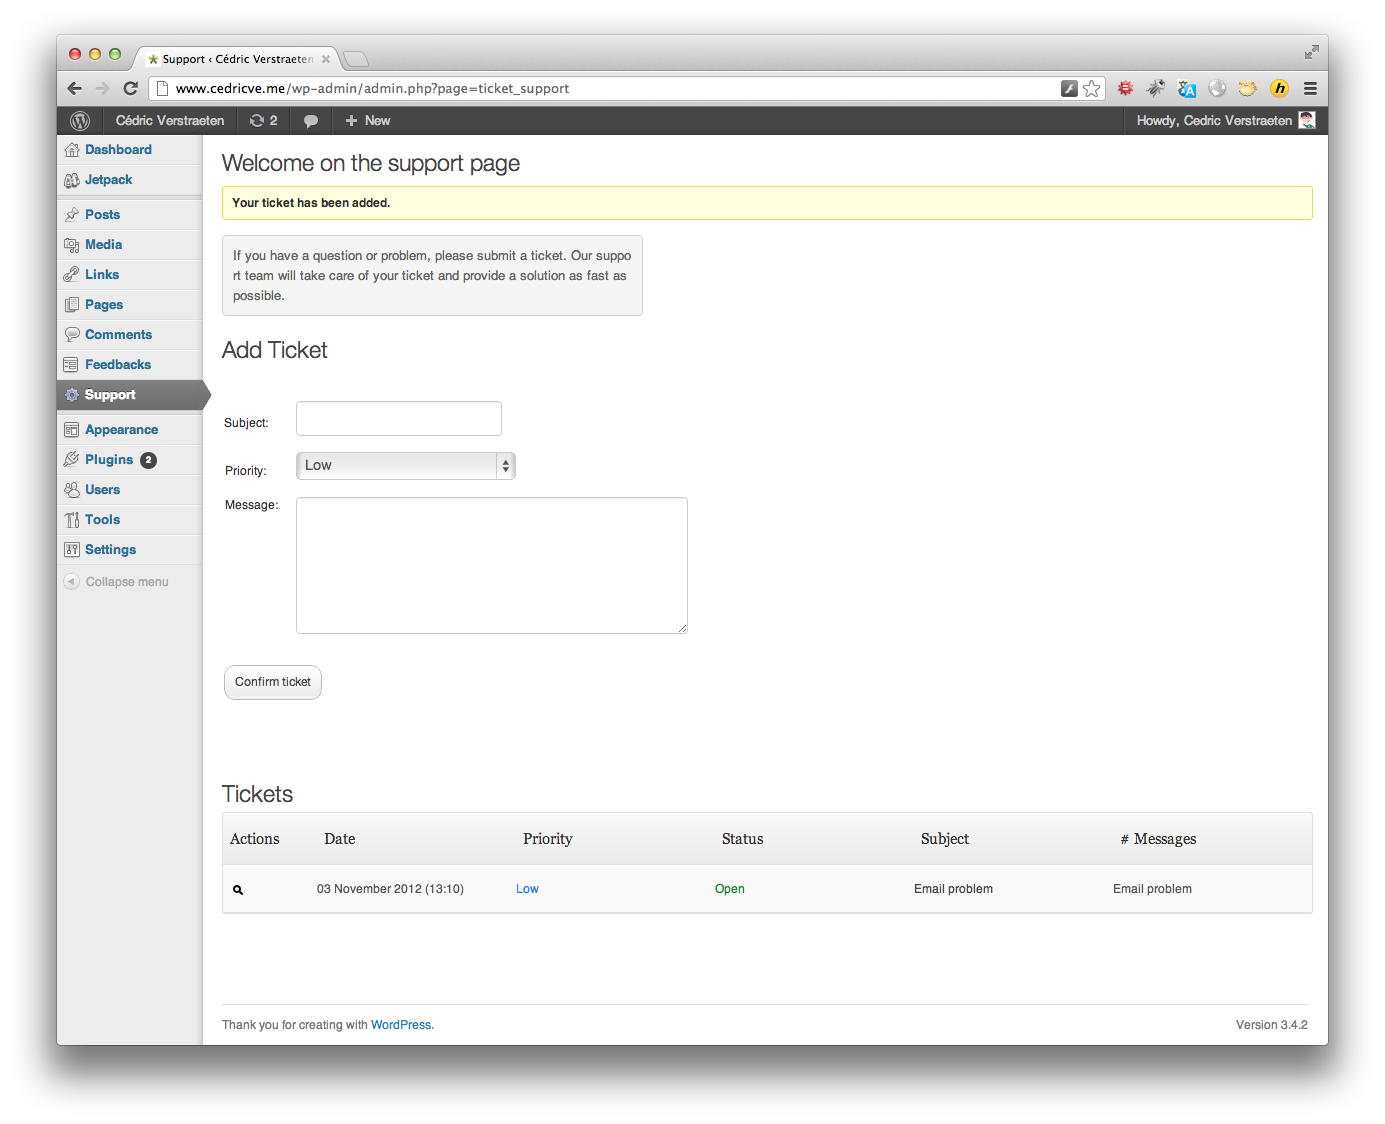 Support ‹ Cédric Verstraeten
www.cedricve.me/wp-admin/admin.php?page=ticket_support
Cédric Verstraeten 2 + New Howdy, Cedric Verstraeten
Dashboard
Jetpack
Posts
Media
Links
Pages
Comments
Feedbacks
Support
Appearance
Plugins 2
Users
Tools
Settings
Collapse menu
Welcome on the support page
Your ticket has been added.
If you have a question or problem, please submit a ticket. Our suppo
rt team will take care of your ticket and provide a solution as fast as
possible.
Add Ticket
Subject:
Priority: Low
Message:
Confirm ticket
Tickets
Actions Date Priority Status Subject # Messages
03 November 2012 (13:10) Low Open Email problem Email problem
Thank you for creating with WordPress. Version 3.4.2